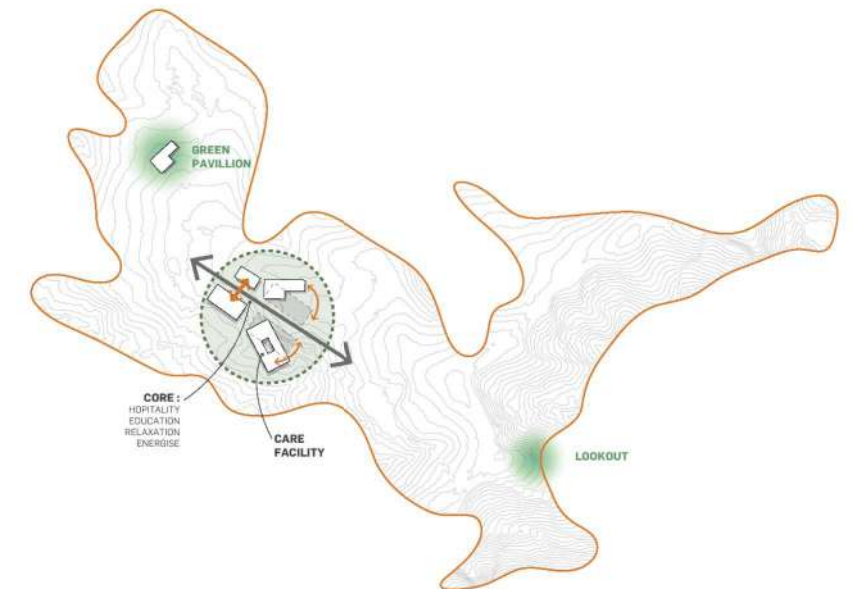 GREEN
PAVILLION
CORE :
HOPITALITY
EDUCATION
RELAXATION
ENERGISE
CARE
FACILITY
LOOKOUT